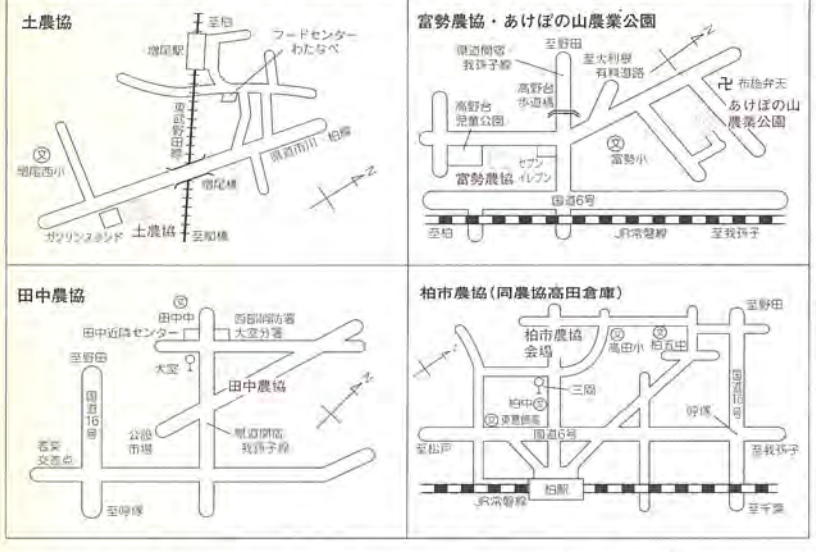 土農協
至柏
増尾駅
フードセンター
わたなべ
東武野田線
県道市川・柏線
文
増尾西小
増尾橋
N
ガソリンスタンド
土農協
至船橋
富勢農協・あけぼの山農業公園
県道関宿・
我孫子線
至野田
至大利根
有料道路
N
高野台
歩道橋
高野台
児童公園
卍布施弁天
あけぼの山
農業公園
文
富勢小
セブン
イレブン
富勢農協
国道6号
至柏
JR常磐線
至我孫子
田中農協
文
田中中
西部消防署
大室分署
田中近隣センター
至野田
大室
田中農協
N
国道16号
公設
市場
県道関宿・
我孫子線
若柴
交差点
至呼塚
柏市農協(同農協高田倉庫)
至野田
柏市農協
会場
文
高田小
文
柏五中
三間
国道16号
柏中文
文東葛飾高
呼塚
国道6号
至松戸
至我孫子
柏駅
JR常磐線
至千葉